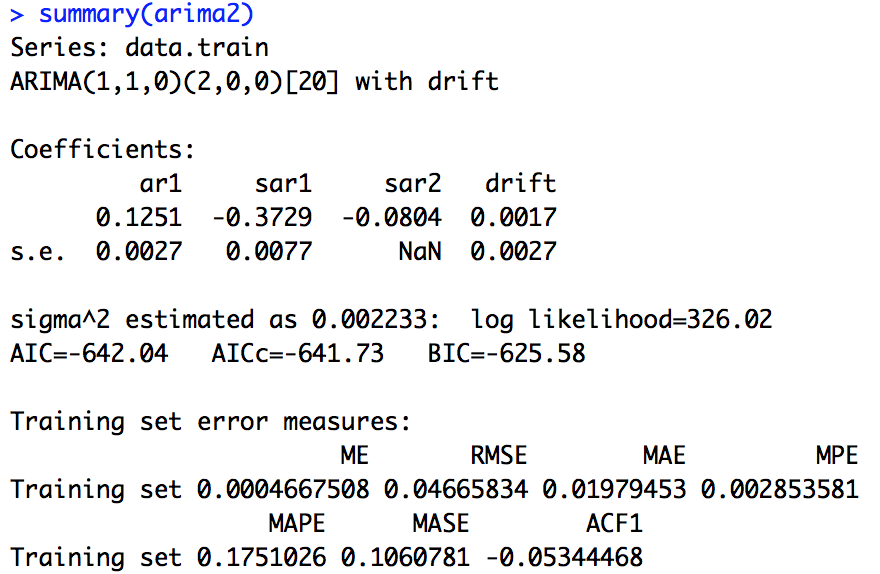 > summary(arima2)
Series: data.train
ARIMA(1,1,0)(2,0,0)[20] with drift
Coefficients:
ar1 sar1 sar2 drift
0.1251 -0.3729 -0.0804 0.0017
s.e. 0.0027 0.0077 NaN 0.0027
sigma^2 estimated as 0.002233: log likelihood=326.02
AIC=-642.04 AICc=-641.73 BIC=-625.58
Training set error measures:
ME RMSE MAE MPE
Training set 0.0004667508 0.04665834 0.01979453 0.002853581
MAPE MASE ACF1
Training set 0.1751026 0.1060781 -0.05344468